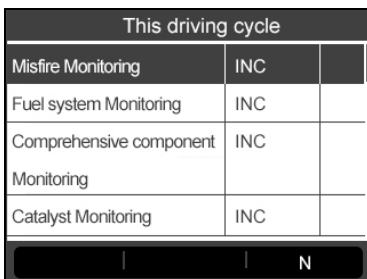 This driving cycle
Misfire Monitoring INC
Fuel system Monitoring INC
Comprehensive component INC
Monitoring
Catalyst Monitoring INC
N